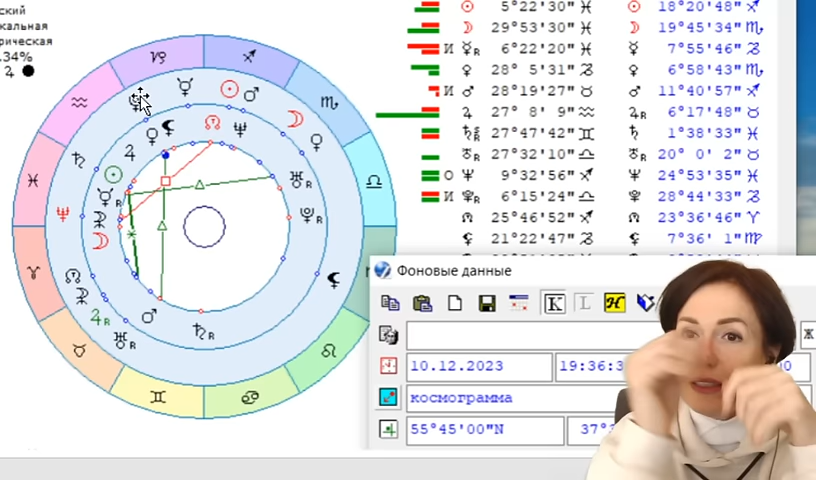 ский
кальная
рическая
.34%
♃ ●
5°22'30"♓ ☉ 18°20'48"♐
29°53'30"♓ ☽ 19°45'34"♏
И ☿R 6°22'20"♓ ☿ 7°55'46"♑
♀ 28° 5'31"♑ ♀ 6°58'43"♏
И ♂ 28°19'27"♉ ♂ 11°40'57"♐
♃ 27° 8' 9"♒ ♃R 6°17'48"♉
27°47'42"♊ ♄ 1°38'33"♓
27°32'10"♎ ♅R 20° 0' 2"♉
О ♆ 9°32'56"♐ ♆ 24°53'35"♓
И 6°15'24"♎ 28°44'33"♑
☊ 25°46'52"♐ ☊ 23°36'46"♈
⚸ 21°22'47"♑ ⚸ 7°36' 1"♍
Фоновые данные
K L H
ж
10.12.2023 19:36:3
космограмма
55°45'00"N 37°